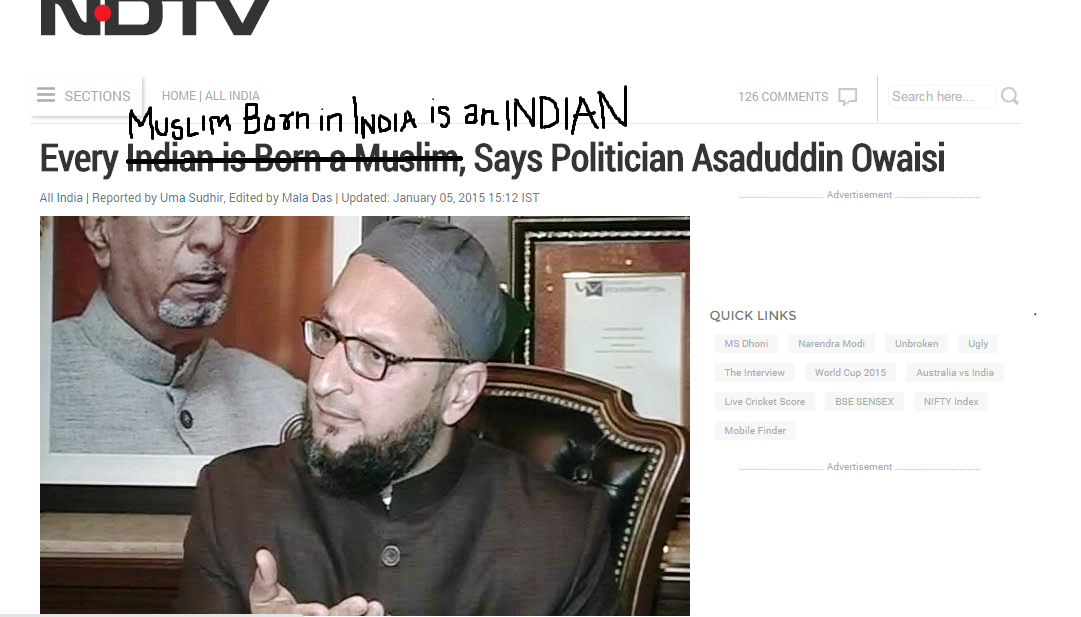 NDTV
SECTIONS
HOME | ALL INDIA
126 COMMENTS
Search here...
MUSLIM Born in INDIA is an INDIAN
Every Indian is Born a Muslim, Says Politician Asaduddin Owaisi
All India | Reported by Uma Sudhir, Edited by Mala Das | Updated: January 05, 2015 15:12 IST
Advertisement
QUICK LINKS
MS Dhoni Narendra Modi Unbroken Ugly
The Interview World Cup 2015 Australia vs India
Live Cricket Score BSE SENSEX NIFTY Index
Mobile Finder
Advertisement